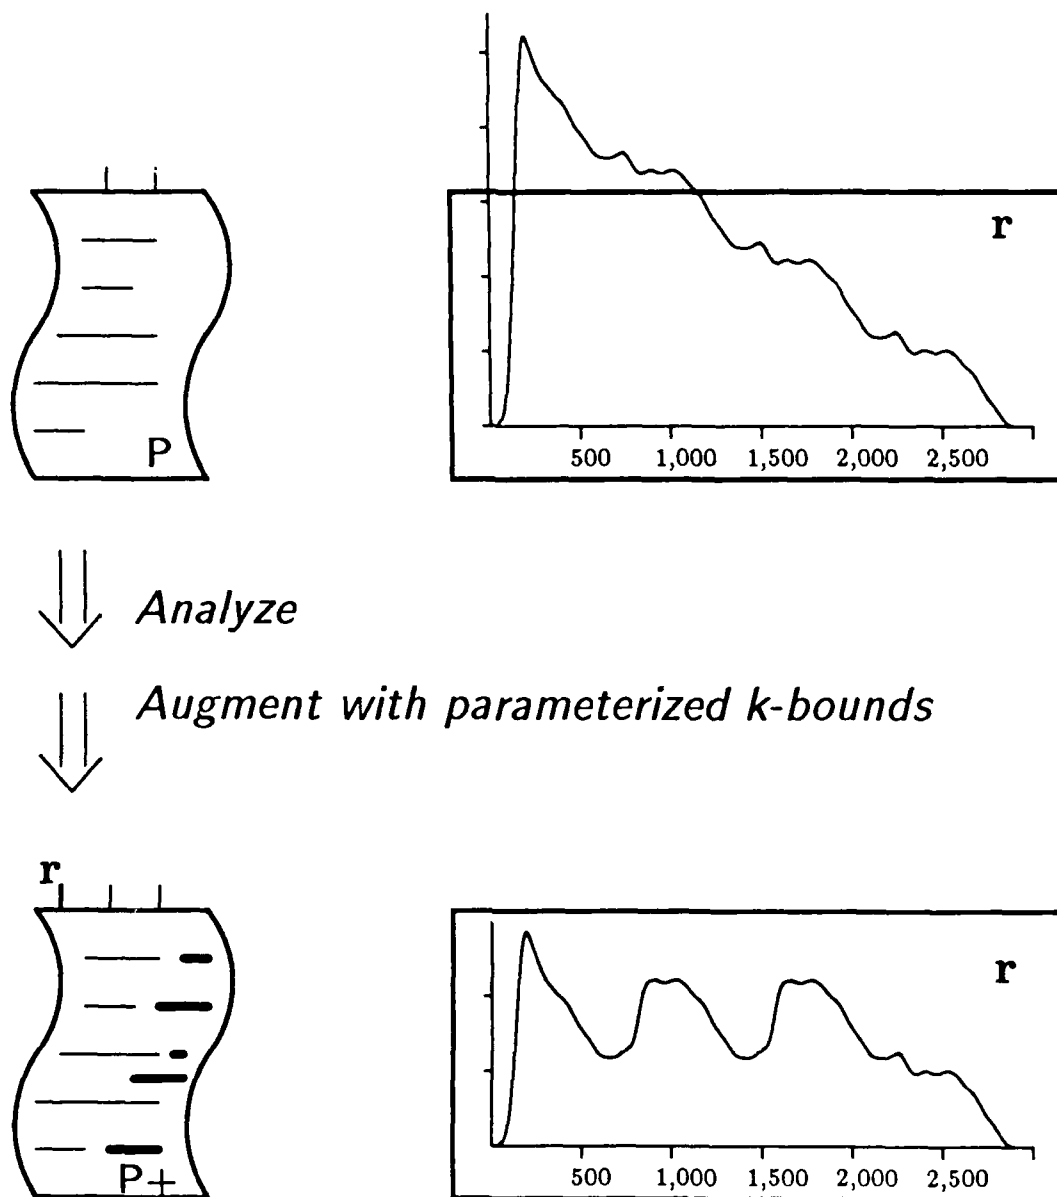 r
P
500 1,000 1,500 2,000 2,500
Analyze
Augment with parameterized k-bounds
r
r
P+
500 1,000 1,500 2,000 2,500